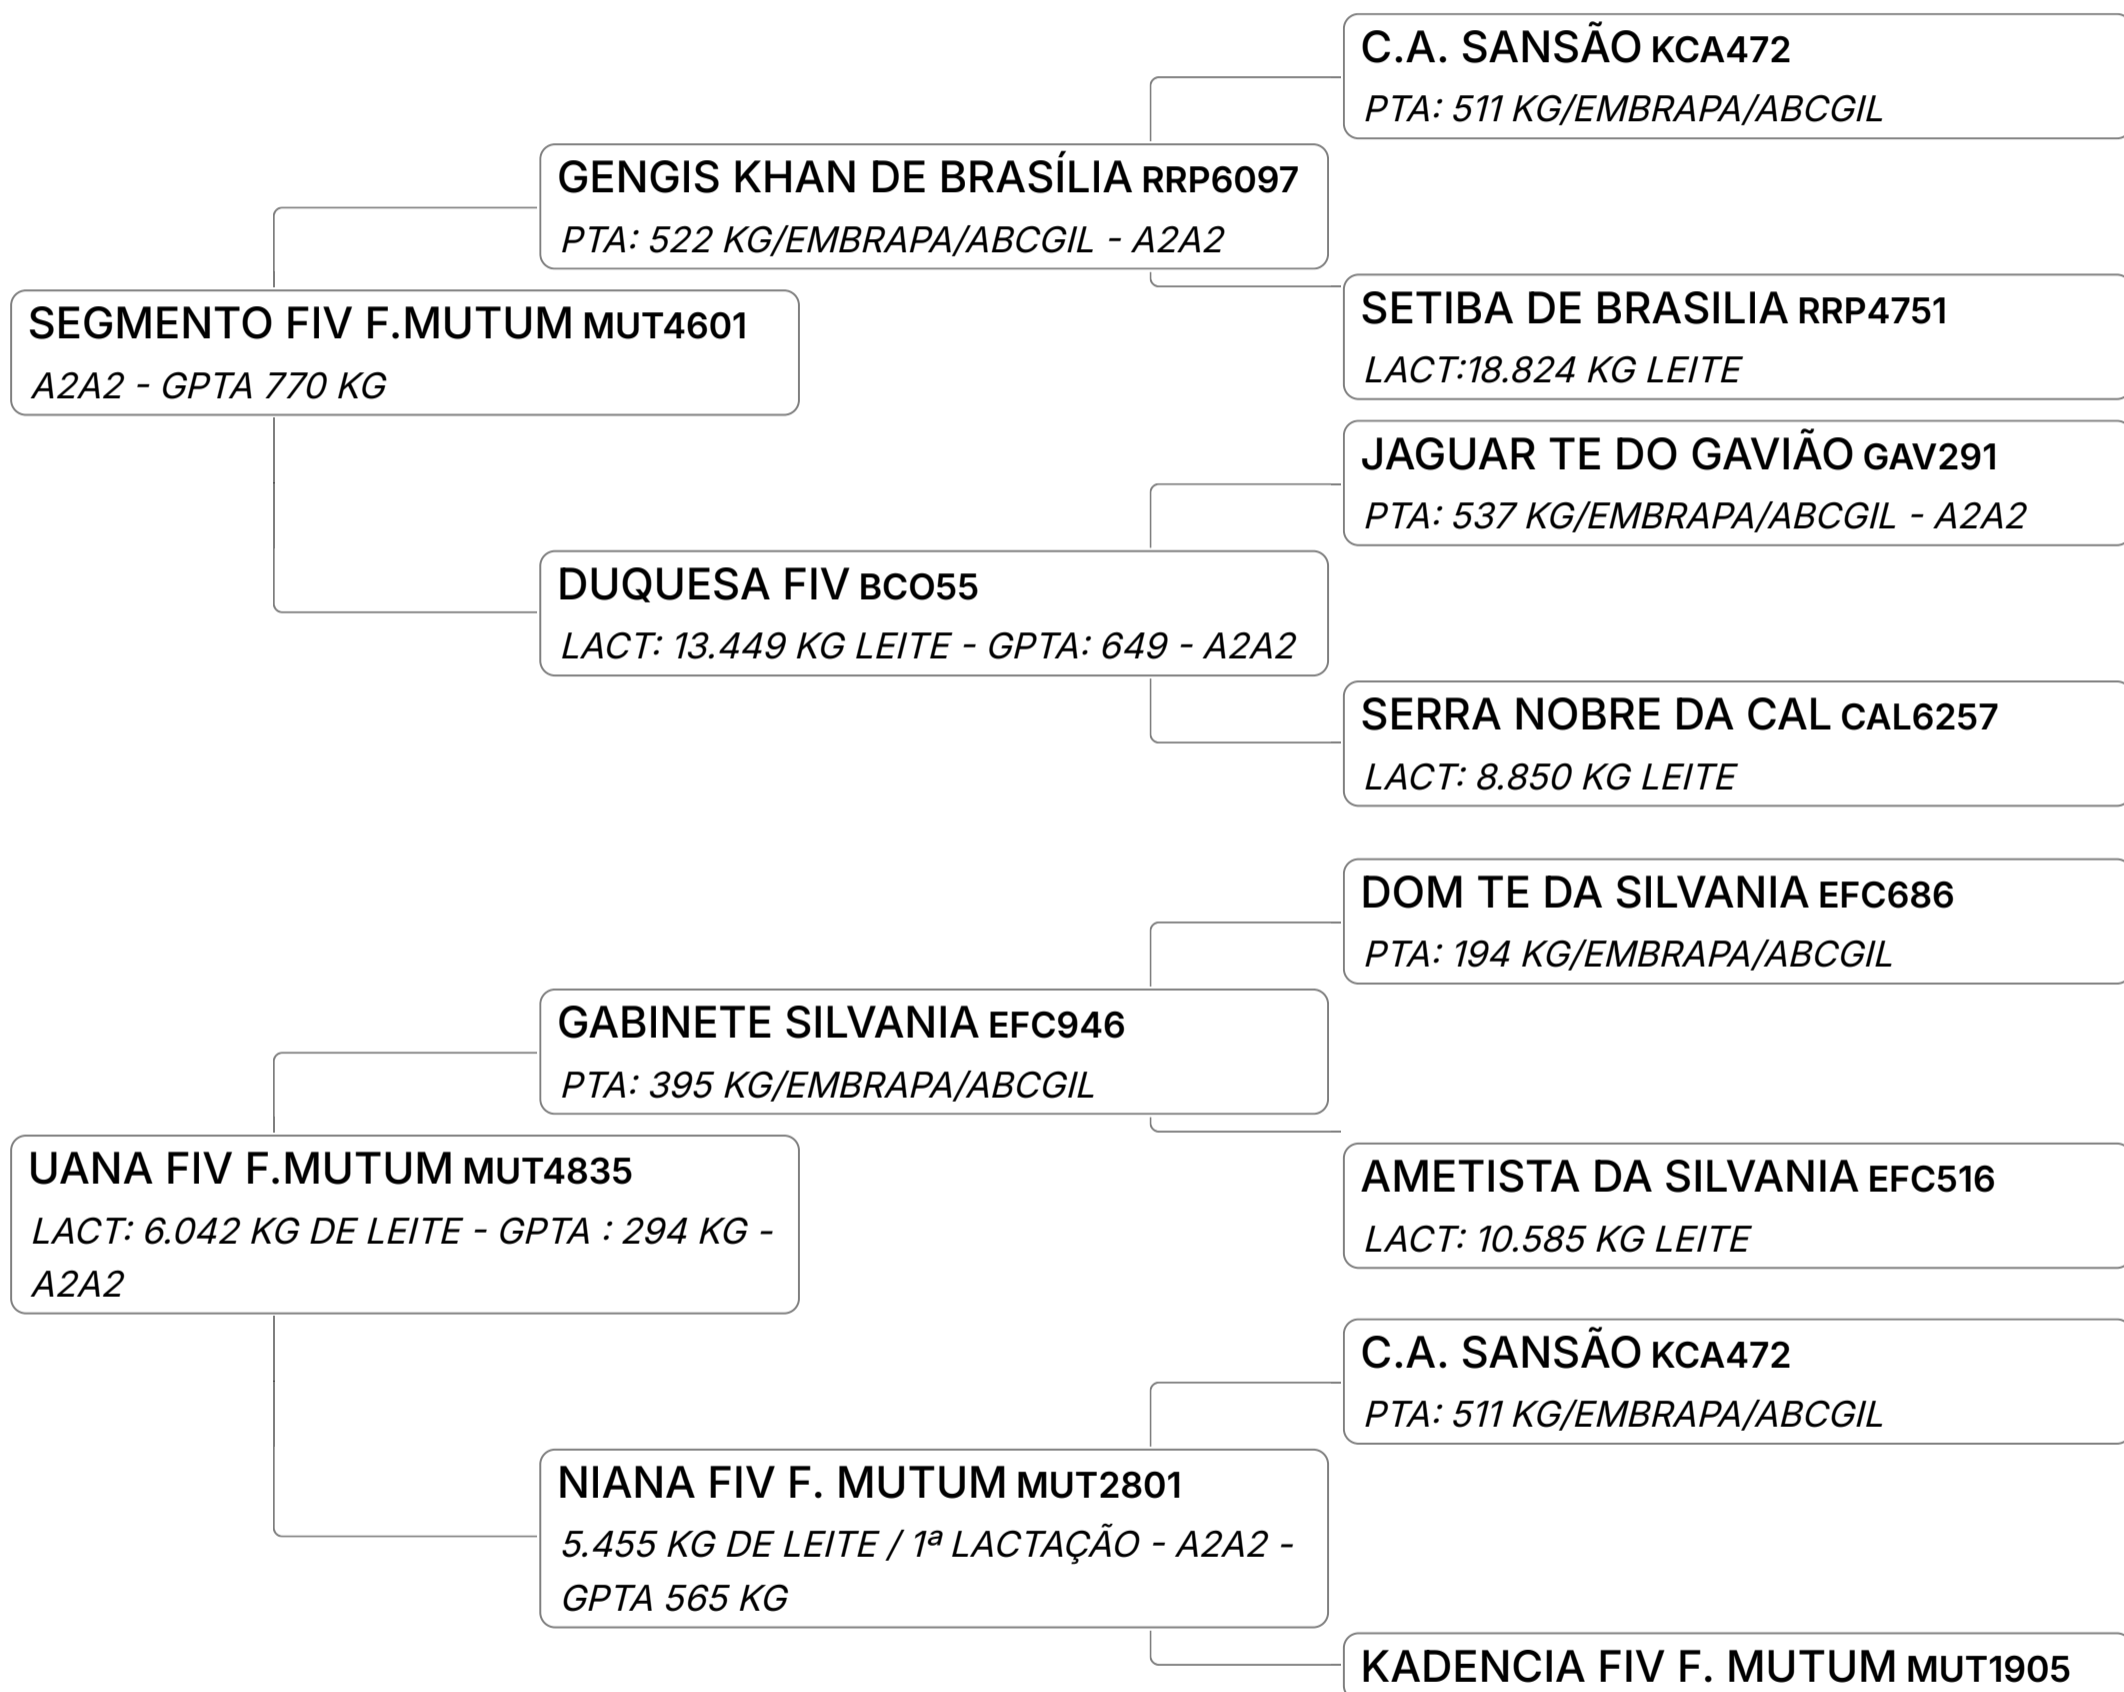 C.A. SANSÃO KCA472
PTA: 511 KG/EMBRAPA/ABCGIL
GENGIS KHAN DE BRASÍLIA RRP6097
PTA: 522 KG/EMBRAPA/ABCGIL - A2A2
SETIBA DE BRASILIA RRP4751
LACT:18.824 KG LEITE
SEGMENTO FIV F.MUTUM MUT4601
A2A2 - GPTA 770 KG
JAGUAR TE DO GAVIÃO GAV291
PTA: 537 KG/EMBRAPA/ABCGIL - A2A2
DUQUESA FIV BCO55
LACT: 13.449 KG LEITE - GPTA: 649 - A2A2
SERRA NOBRE DA CAL CAL6257
LACT: 8.850 KG LEITE
DOM TE DA SILVANIA EFC686
PTA: 194 KG/EMBRAPA/ABCGIL
GABINETE SILVANIA EFC946
PTA: 395 KG/EMBRAPA/ABCGIL
UANA FIV F.MUTUM MUT4835
LACT: 6.042 KG DE LEITE - GPTA : 294 KG -
A2A2
AMETISTA DA SILVANIA EFC516
LACT: 10.585 KG LEITE
C.A. SANSÃO KCA472
PTA: 511 KG/EMBRAPA/ABCGIL
NIANA FIV F. MUTUM MUT2801
5.455 KG DE LEITE / 1ª LACTAÇÃO - A2A2 -
GPTA 565 KG
KADENCIA FIV F. MUTUM MUT1905